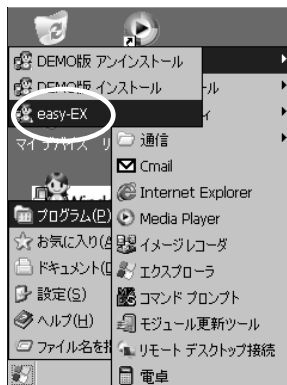 DEMO版 アンインストール
DEMO版 インストール
easy-EX
マイ デバイス
通信
Cmail
Internet Explorer
Media Player
イメージレコーダ
エクスプローラ
コマンド プロンプト
モジュール更新ツール
リモート デスクトップ接続
電卓
プログラム(P)
お気に入り(A
ドキュメント(D
設定(S)
ヘルプ(H)
ファイル名を指